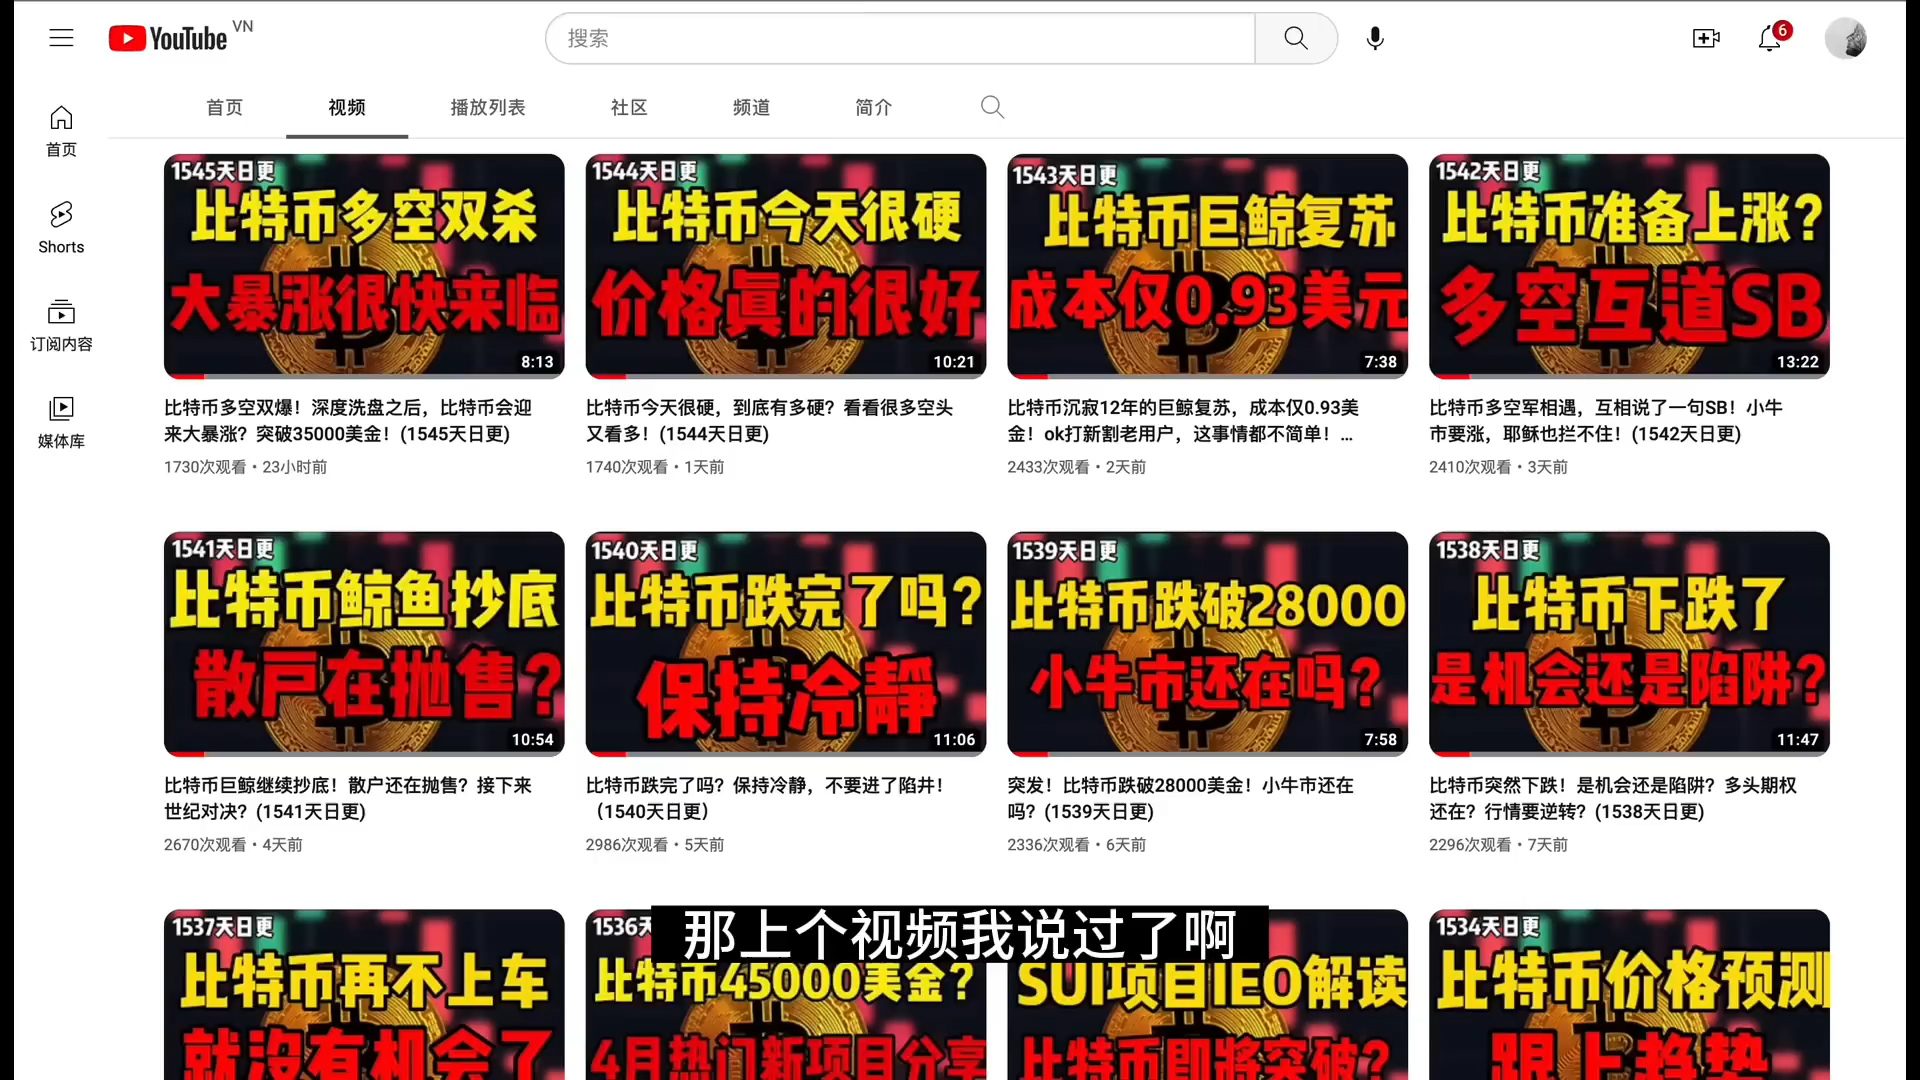 YouTube VN
搜索
6
首页
视频
播放列表
社区
频道
简介
首页
Shorts
订阅内容
媒体库
1545天日更
比特币多空双杀
大暴涨很快来临
8:13
比特币多空双爆！深度洗盘之后，比特币会迎
来大暴涨？突破35000美金！(1545天日更)
1730次观看・23小时前
1544天日更
比特币今天很硬
价格真的很好
10:21
比特币今天很硬，到底有多硬？看看很多空头
又看多！(1544天日更)
1740次观看・1天前
1543天日更
比特币巨鲸复苏
成本仅0.93美元
7:38
比特币沉寂12年的巨鲸复苏，成本仅0.93美
金！ok打新割老用户，这事情都不简单！...
2433次观看・2天前
1542天日更
比特币准备上涨？
多空互道SB
13:22
比特币多空军相遇，互相说了一句SB！小牛
市要涨，耶稣也拦不住！(1542天日更)
2410次观看・3天前
1541天日更
比特币鲸鱼抄底
散户在抛售？
10:54
比特币巨鲸继续抄底！散户还在抛售？接下来
世纪对决？(1541天日更)
2670次观看・4天前
1540天日更
比特币跌完了吗？
保持冷静
11:06
比特币跌完了吗？保持冷静，不要进了陷井！
（1540天日更）
2986次观看・5天前
1539天日更
比特币跌破28000
小牛市还在吗？
7:58
突发！比特币跌破28000美金！小牛市还在
吗？(1539天日更)
2336次观看・6天前
1538天日更
比特币下跌了
是机会还是陷阱？
11:47
比特币突然下跌！是机会还是陷阱？多头期权
还在？行情要逆转？(1538天日更)
2296次观看・7天前
1537天日更
比特币再不上车
就没有机会了
1536天
比特币45000美金？
4月热门新项目分享
SUI项目IEO解读
比特币即将突破？
1534天日更
比特币价格预测
跟上趋势
那上个视频我说过了啊